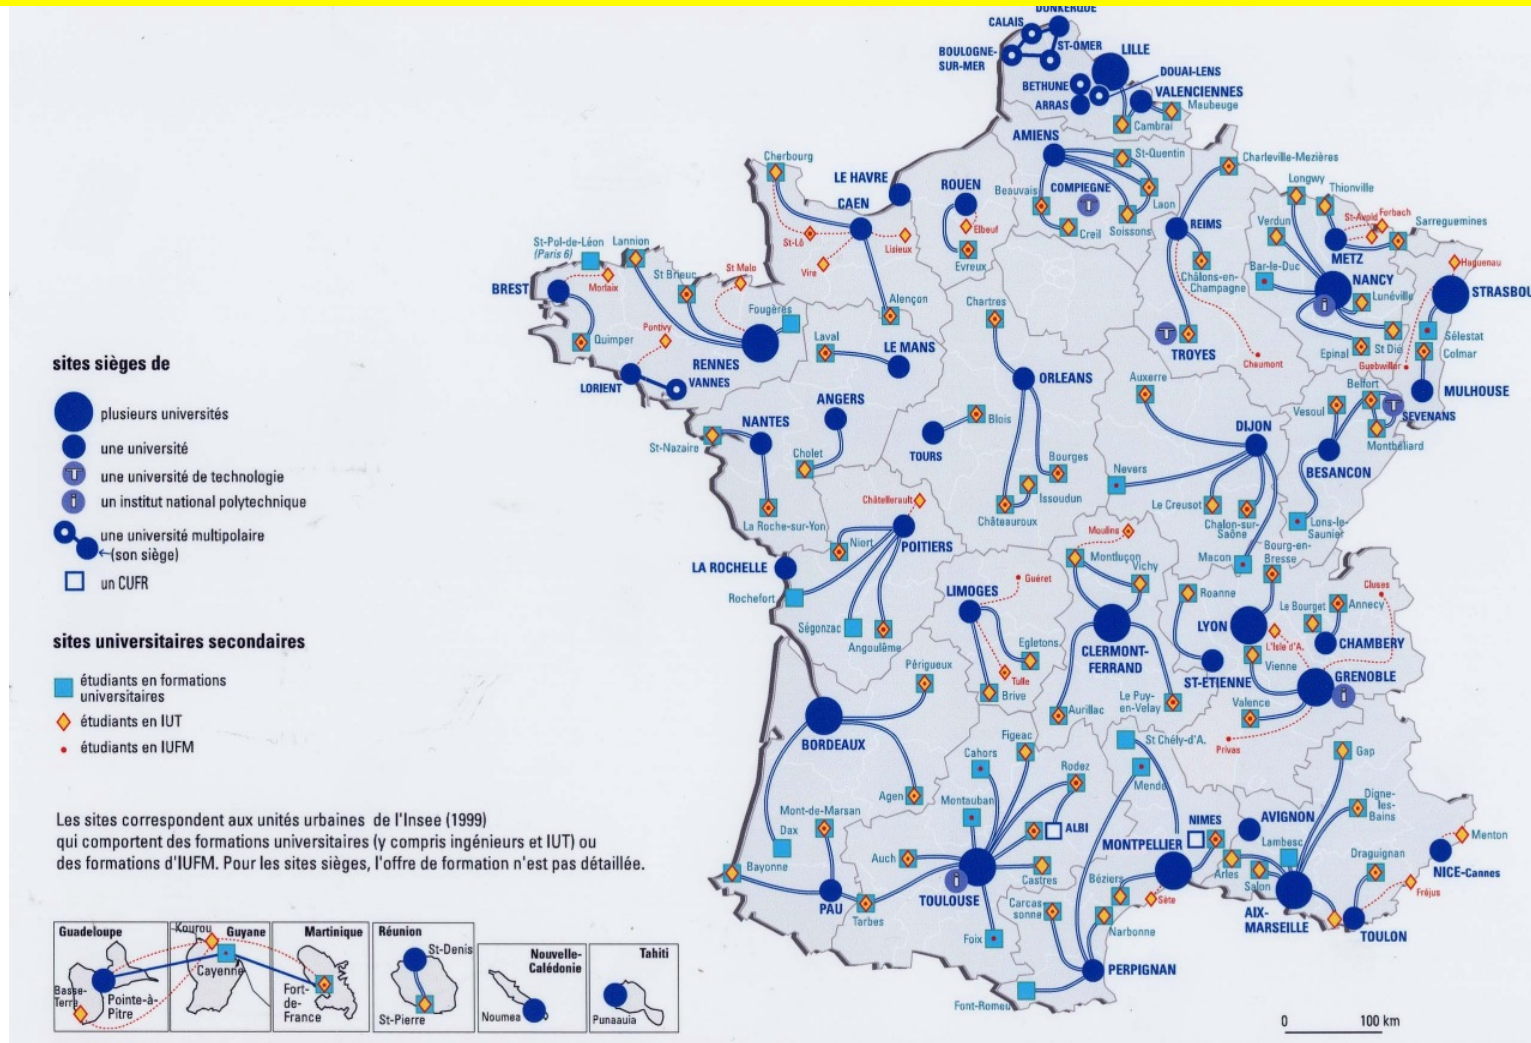 DUNKERQUE
CALAIS
ST-OMER
BOULOGNE-
SUR-MER
LILLE
DOUAI-LENS
BETHUNE
VALENCIENNES
ARRAS
Maubeuge
Cambrai
AMIENS
St-Quentin
Cherbourg
Charleville-Mezières
LE HAVRE
ROUEN
Beauvais
COMPIEGNE
Longwy
Thionville
CAEN
Laon
St-Avold
Forbach
Verdun
Sarreguemines
St-Lô
Elbeuf
Creil
Soissons
REIMS
Lisieux
METZ
St-Pol-de-Léon
(Paris 6)
Lannion
Vire
Evreux
Châlons-en-
Champagne
Bar-le-Duc
NANCY
Haguenau
St Brieuc
St Malo
BREST
Morlaix
Alençon
Chartres
Lunéville
STRASBOU
Fougères
Pontivy
Quimper
Laval
LE MANS
TROYES
Epinal
St Dié
Sélestat
Colmar
RENNES
Chaumont
Guebwiller
sites sièges de
LORIENT
VANNES
ORLEANS
Auxerre
Belfort
MULHOUSE
plusieurs universités
ANGERS
Vesoul
SEVENANS
NANTES
Blois
DIJON
Montbéliard
une université
St-Nazaire
Cholet
TOURS
Bourges
BESANCON
une université de technologie
Nevers
Issoudun
un institut national polytechnique
Châtellerault
Le Creusot
La Roche-sur-Yon
Châteauroux
Chalon-sur-
Saône
Lons-le-
Saunier
une université multipolaire
(son siège)
Niort
POITIERS
Moulins
Montluçon
Macon
Bourg-en-
Bresse
un CUFR
LA ROCHELLE
Guéret
Vichy
Cluses
Rochefort
LIMOGES
Roanne
Le Bourget
Annecy
Ségonzac
LYON
sites universitaires secondaires
Angoulême
Egletons
CLERMONT-
FERRAND
L'Isle d'A.
CHAMBERY
Vienne
étudiants en formations
universitaires
Périgueux
Tulle
ST-ETIENNE
GRENOBLE
Brive
Aurillac
Le Puy-
en-Velay
Valence
étudiants en IUT
BORDEAUX
Figeac
St Chély-d'A.
Privas
étudiants en IUFM
Cahors
Rodez
Gap
Mende
Agen
Montauban
Digne-
les-
Bains
Mont-de-Marsan
Les sites correspondent aux unités urbaines de l'Insee (1999)
qui comportent des formations universitaires (y compris ingénieurs et IUT) ou
des formations d'IUFM. Pour les sites sièges, l'offre de formation n'est pas détaillée.
Dax
ALBI
NIMES
AVIGNON
Menton
MONTPELLIER
Lambesc
Bayonne
Auch
Draguignan
NICE-Cannes
Castres
Béziers
Arles
Salon
Fréjus
PAU
TOULOUSE
Carcas
sonne
Sète
Tarbes
AIX-
MARSEILLE
TOULON
Foix
Narbonne
PERPIGNAN
Font-Romeu
Guadeloupe
Kourou
Guyane
Martinique
Réunion
St-Denis
Nouvelle-
Calédonie
Tahiti
Cayenne
Basse-
Terre
Pointe-à-
Pitre
Fort-
de-
France
St-Pierre
Noumea
Punaauia
0 100 km